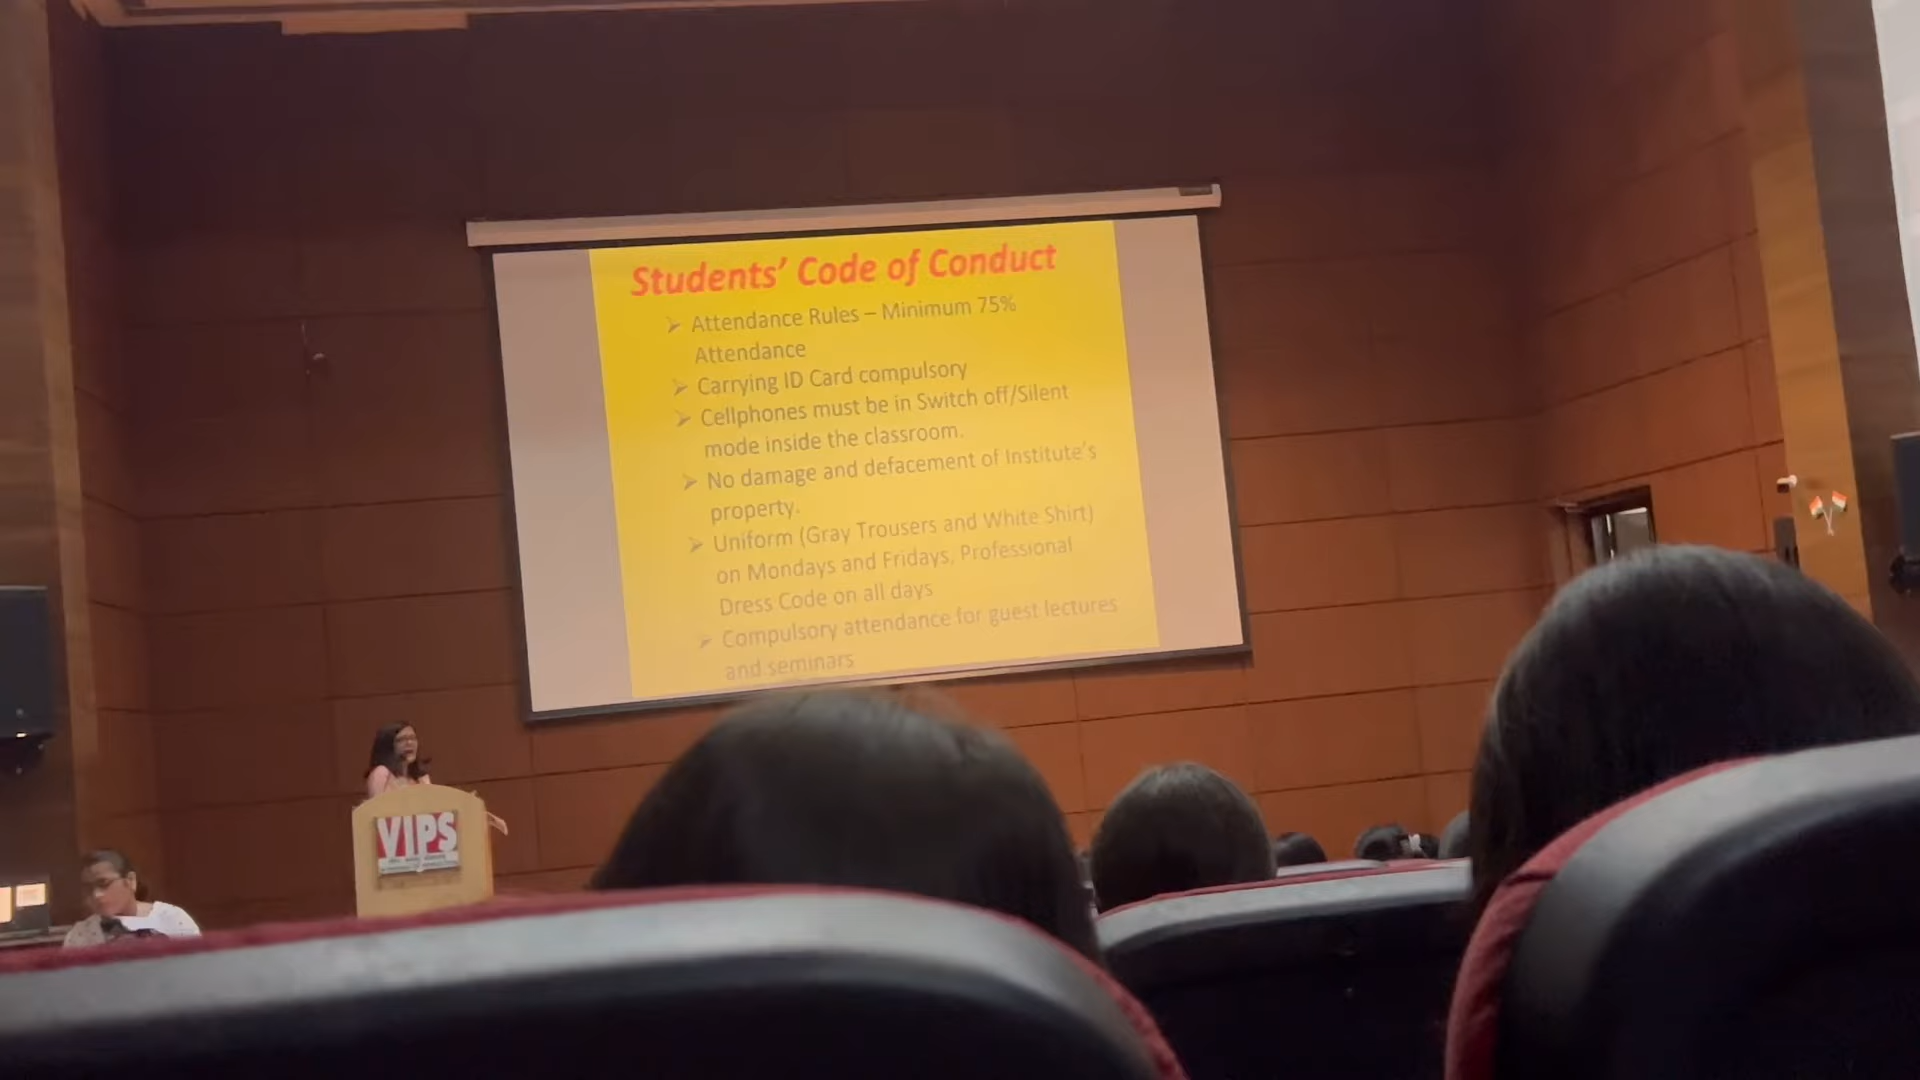 Students' Code of Conduct
➤ Attendance Rules – Minimum 75%
Attendance
➤ Carrying ID Card compulsory
➤ Cellphones must be in Switch off/Silent
mode inside the classroom.
➤ No damage and defacement of Institute's
property.
➤ Uniform (Gray Trousers and White Shirt)
on Mondays and Fridays, Professional
Dress Code on all days
➤ Compulsory attendance for guest lectures
and seminars
VIPS